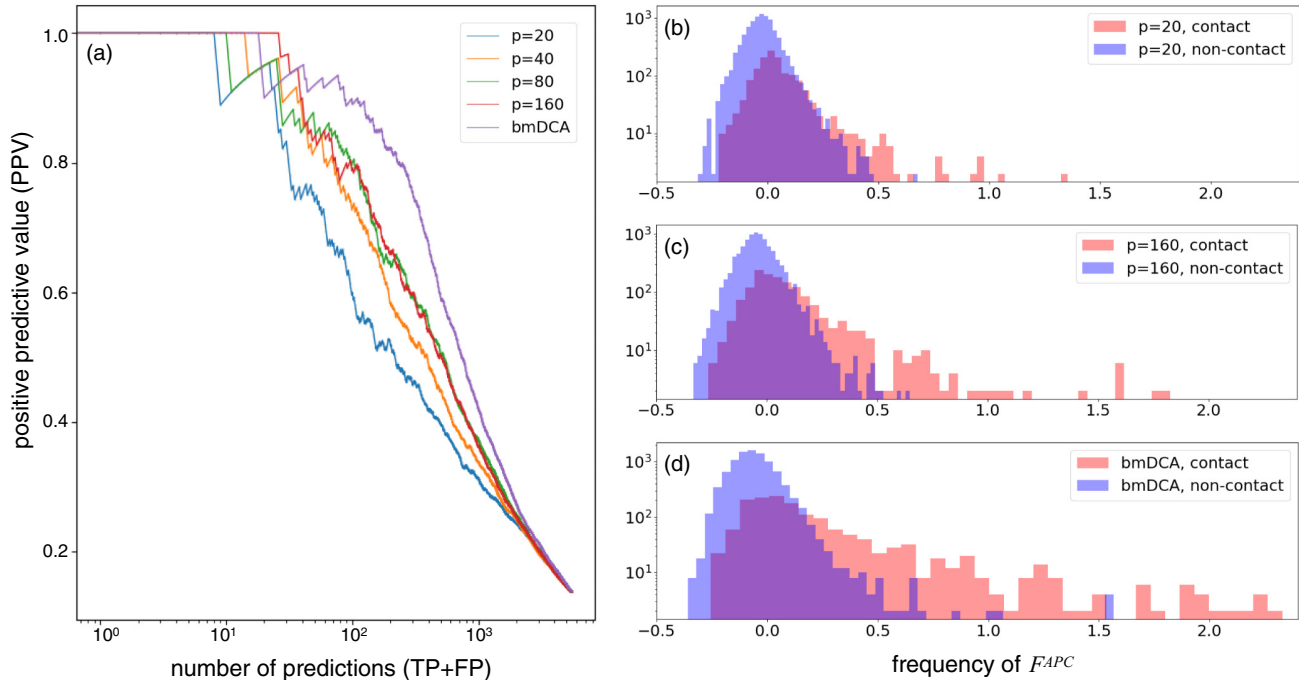 (a)
p=20
p=40
p=80
p=160
bmDCA
1.0
0.8
0.6
0.4
0.2
positive predictive value (PPV)
10⁰
10¹
10²
10³
number of predictions (TP+FP)
(b)
p=20, contact
p=20, non-contact
10³
10²
10¹
−0.5
0.0
0.5
1.0
1.5
2.0
(c)
p=160, contact
p=160, non-contact
10³
10²
10¹
−0.5
0.0
0.5
1.0
1.5
2.0
(d)
bmDCA, contact
bmDCA, non-contact
10³
10²
10¹
−0.5
0.0
0.5
1.0
1.5
2.0
frequency of Fᴬᴾᶜ